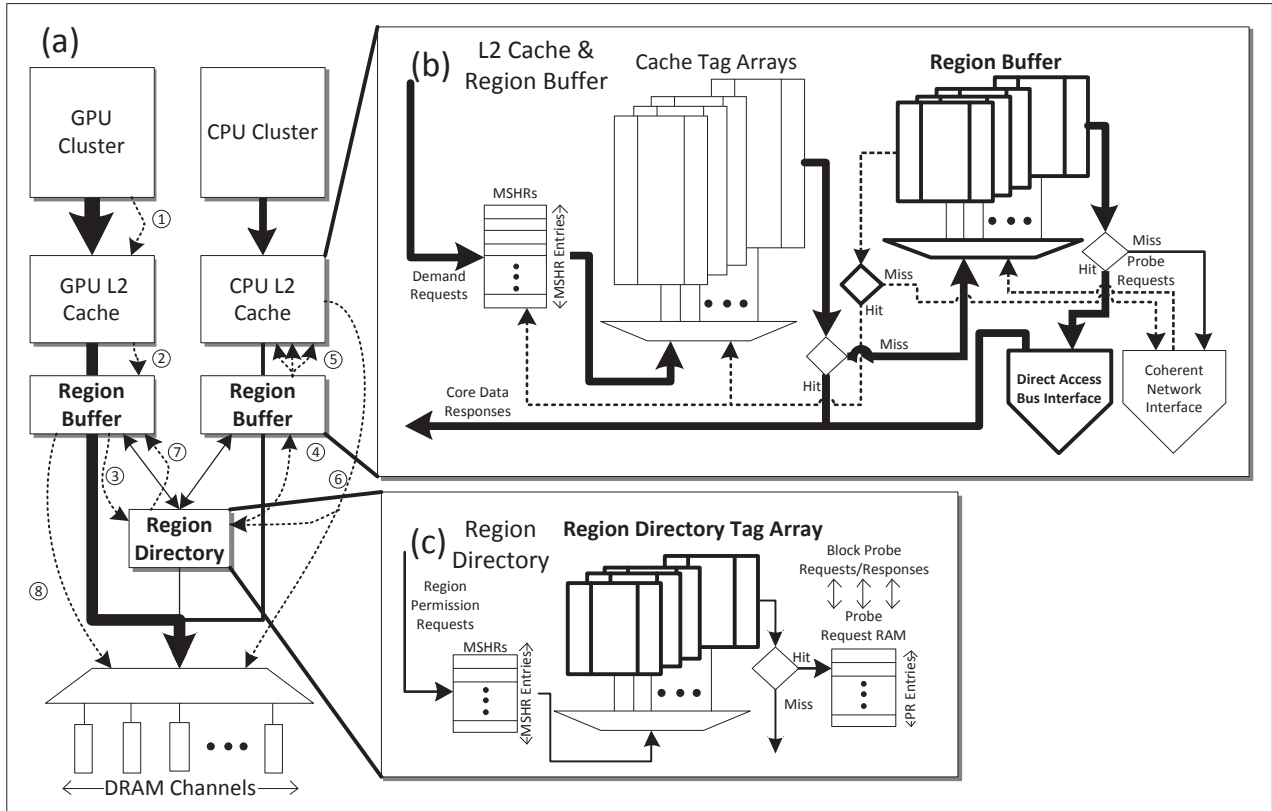 (a)
GPU
Cluster
CPU Cluster
①
GPU L2
Cache
CPU L2
Cache
②
⑤
Region
Buffer
Region
Buffer
③
⑦
④
⑥
Region
Directory
⑧
DRAM Channels
(b)
L2 Cache &
Region Buffer
Cache Tag Arrays
Region Buffer
MSHRs
MSHR Entries
Demand
Requests
Miss
Hit
Miss
Hit
Miss
Probe
Requests
Hit
Miss
Hit
Core Data
Responses
Direct Access
Bus Interface
Coherent
Network
Interface
(c)
Region
Directory
Region Directory Tag Array
Region
Permission
Requests
MSHRs
MSHR Entries
Block Probe
Requests/Responses
Probe
Request RAM
Hit
Miss
PR Entries